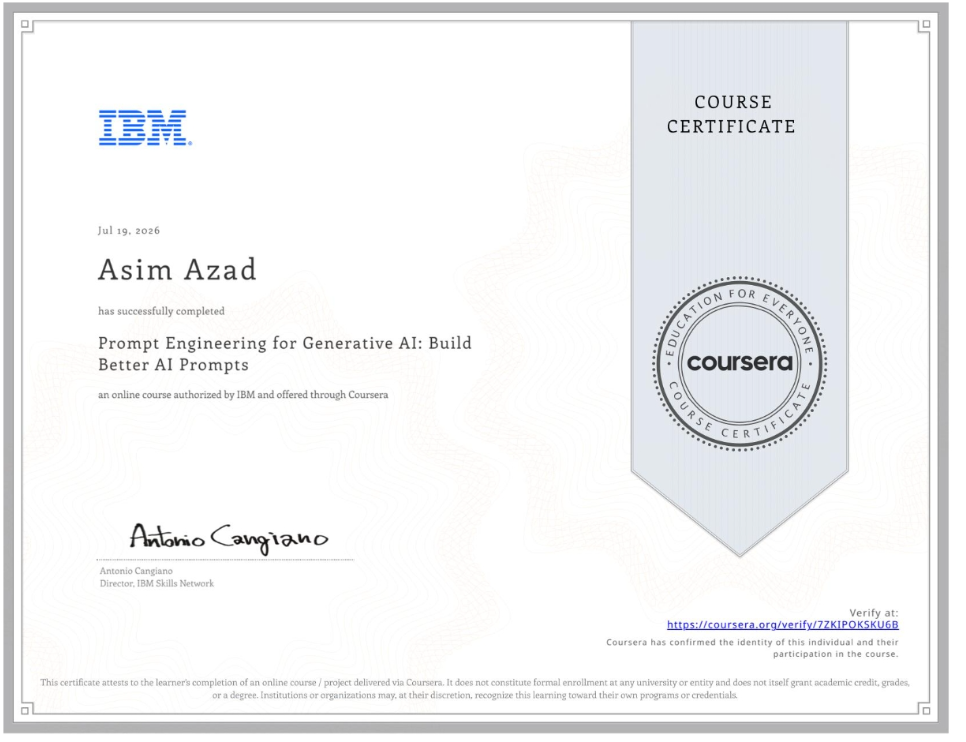 IBM
COURSE
CERTIFICATE
Jul 19, 2026
Asim Azad
has successfully completed
Prompt Engineering for Generative AI: Build
Better AI Prompts
an online course authorized by IBM and offered through Coursera
EDUCATION FOR EVERYONE
coursera
COURSE CERTIFICATE
Antonio Cangiano
Antonio Cangiano
Director, IBM Skills Network
Verify at:
https://coursera.org/verify/7ZKIPOKSKU6B
Coursera has confirmed the identity of this individual and their
participation in the course.
This certificate attests to the learner's completion of an online course / project delivered via Coursera. It does not constitute formal enrollment at any university or entity and does not itself grant academic credit, grades,
or a degree. Institutions or organizations may, at their discretion, recognize this learning toward their own programs or credentials.